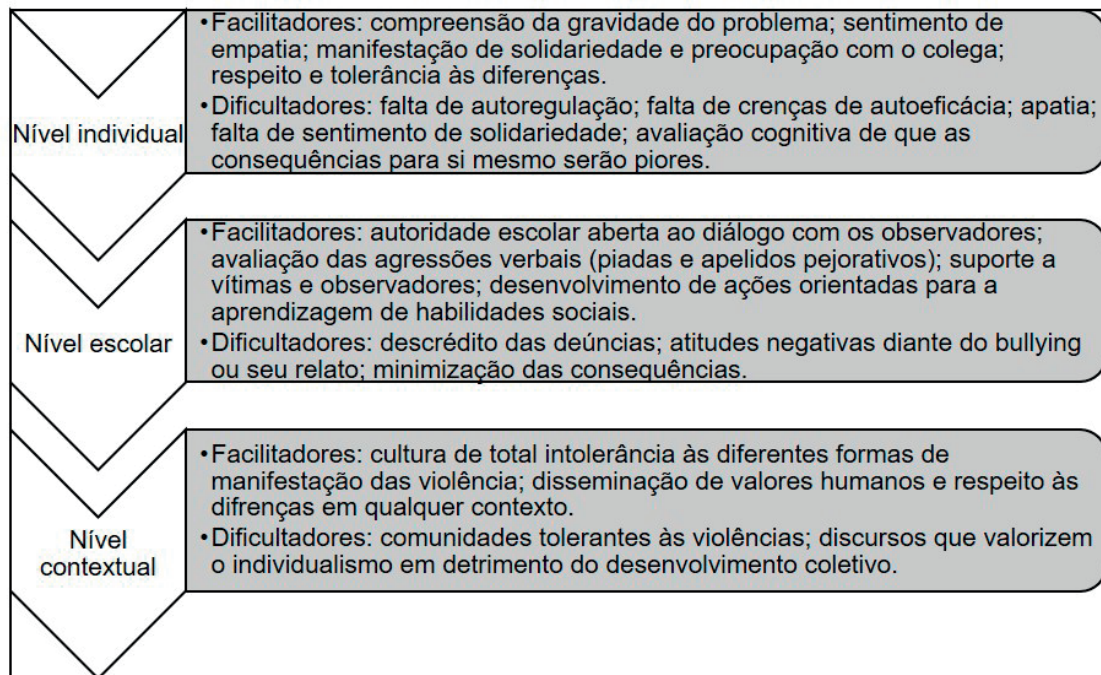 Nível individual
•Facilitadores: compreensão da gravidade do problema; sentimento de
empatia; manifestação de solidariedade e preocupação com o colega;
respeito e tolerância às diferenças.
•Dificultadores: falta de autoregulação; falta de crenças de autoeficácia; apatia;
falta de sentimento de solidariedade; avaliação cognitiva de que as
consequências para si mesmo serão piores.
Nível escolar
•Facilitadores: autoridade escolar aberta ao diálogo com os observadores;
avaliação das agressões verbais (piadas e apelidos pejorativos); suporte a
vítimas e observadores; desenvolvimento de ações orientadas para a
aprendizagem de habilidades sociais.
•Dificultadores: descrédito das deúncias; atitudes negativas diante do bullying
ou seu relato; minimização das consequências.
Nível
contextual
•Facilitadores: cultura de total intolerância às diferentes formas de
manifestação das violência; disseminação de valores humanos e respeito às
difrenças em qualquer contexto.
•Dificultadores: comunidades tolerantes às violências; discursos que valorizem
o individualismo em detrimento do desenvolvimento coletivo.